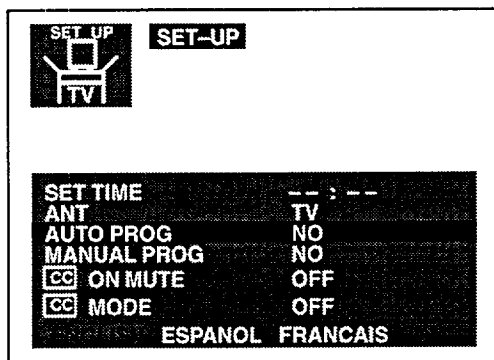 SET UP
TV
SET–UP
SET TIME – – : – –
ANT TV
AUTO PROG NO
MANUAL PROG NO
CC ON MUTE OFF
CC MODE OFF
ESPANOL FRANCAIS